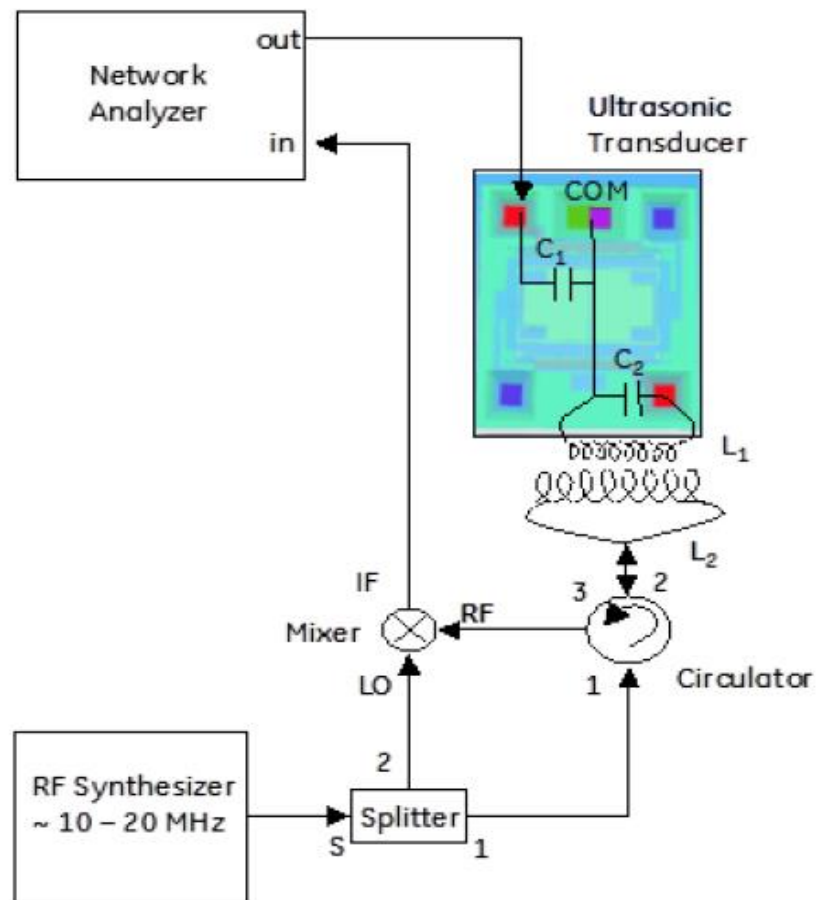 out
Network
Analyzer
in
Ultrasonic
Transducer
COM
C1
C2
L1
L2
IF
3
2
RF
Mixer
LO
1
Circulator
2
RF Synthesizer
~ 10 – 20 MHz
Splitter
S
1